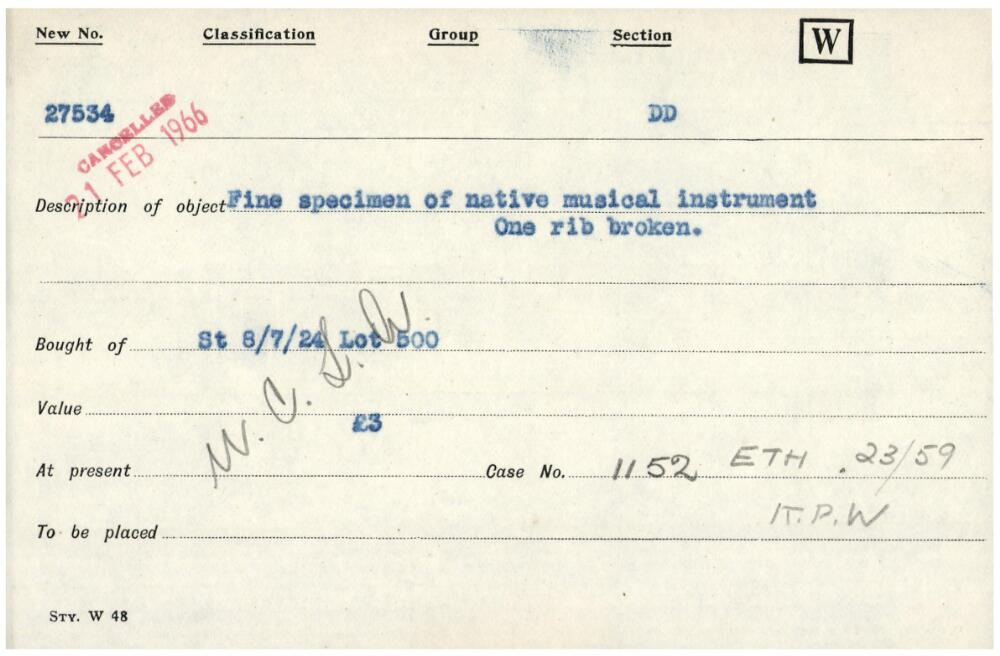 New No. Classification Group Section W
27534 DD
CANCELLED
21 FEB 1966
Description of object Fine specimen of native musical instrument
One rib broken.
Bought of St 8/7/24 Lot 500
Value £3
At present Case No. 1152 ETH . 23/59
To be placed
STY. W 48